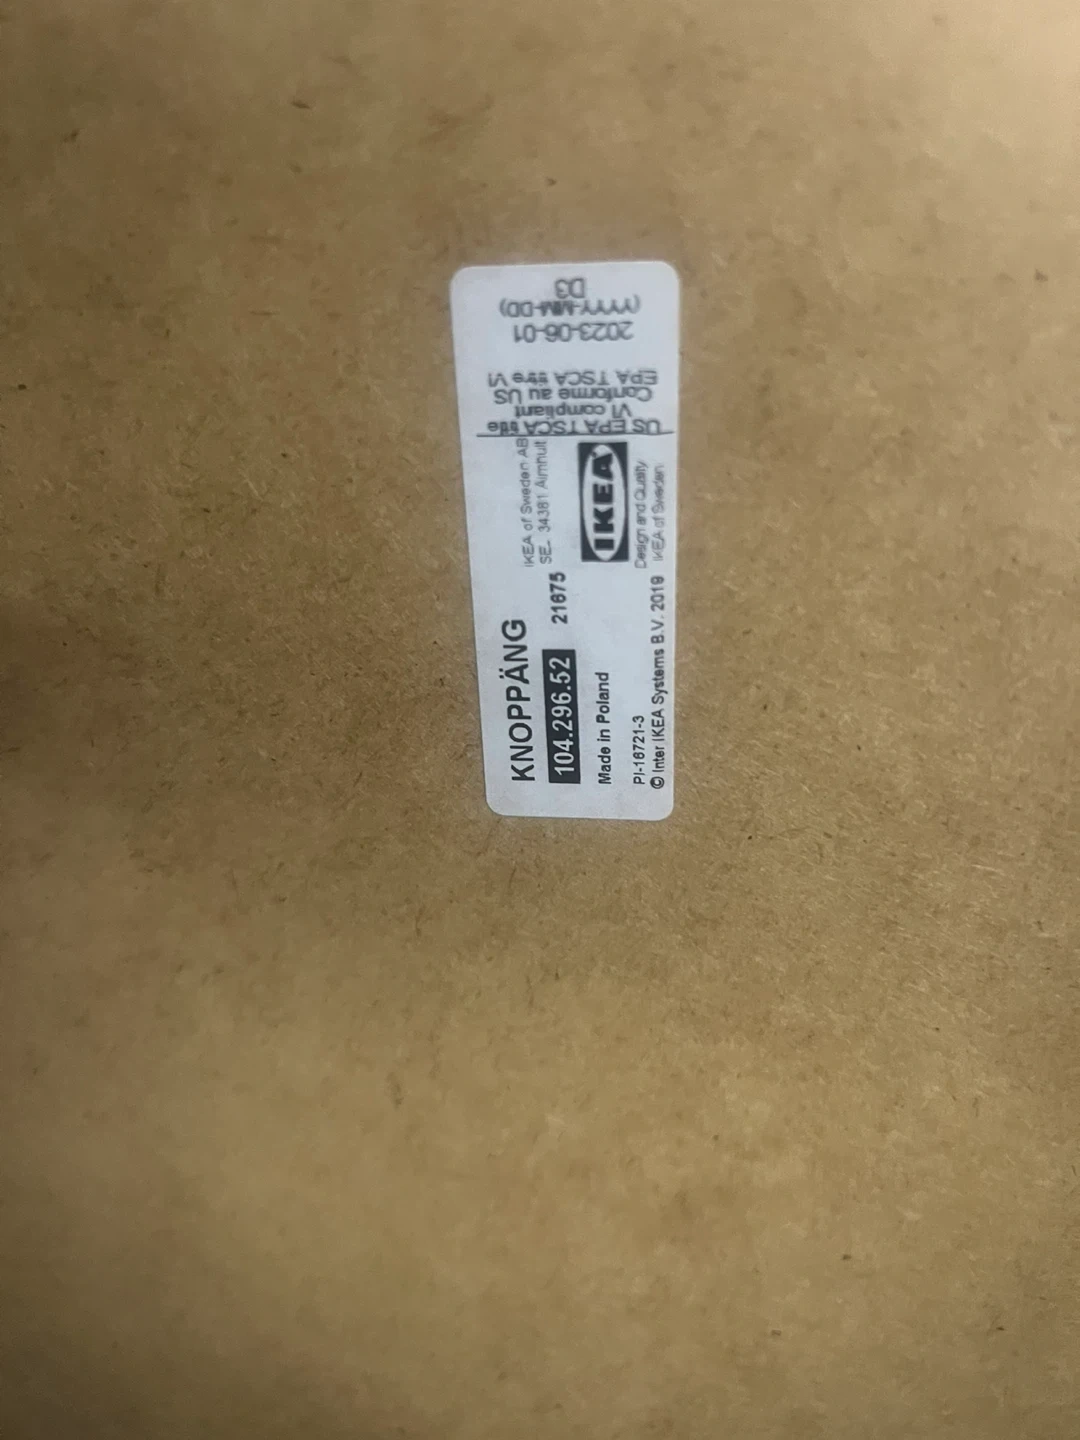 KNOPPÄNG
104.296.52
21675
Made in Poland
PI-16721-3
© Inter IKEA Systems B.V. 2019
IKEA of Sweden AB
SE- 34381 Älmhult
IKEA
Design and Quality
IKEA of Sweden
US EPA TSCA title
VI compliant
Conforme au US
EPA TSCA titre VI
2023-06-01
(YYYY-MM-DD)
D3